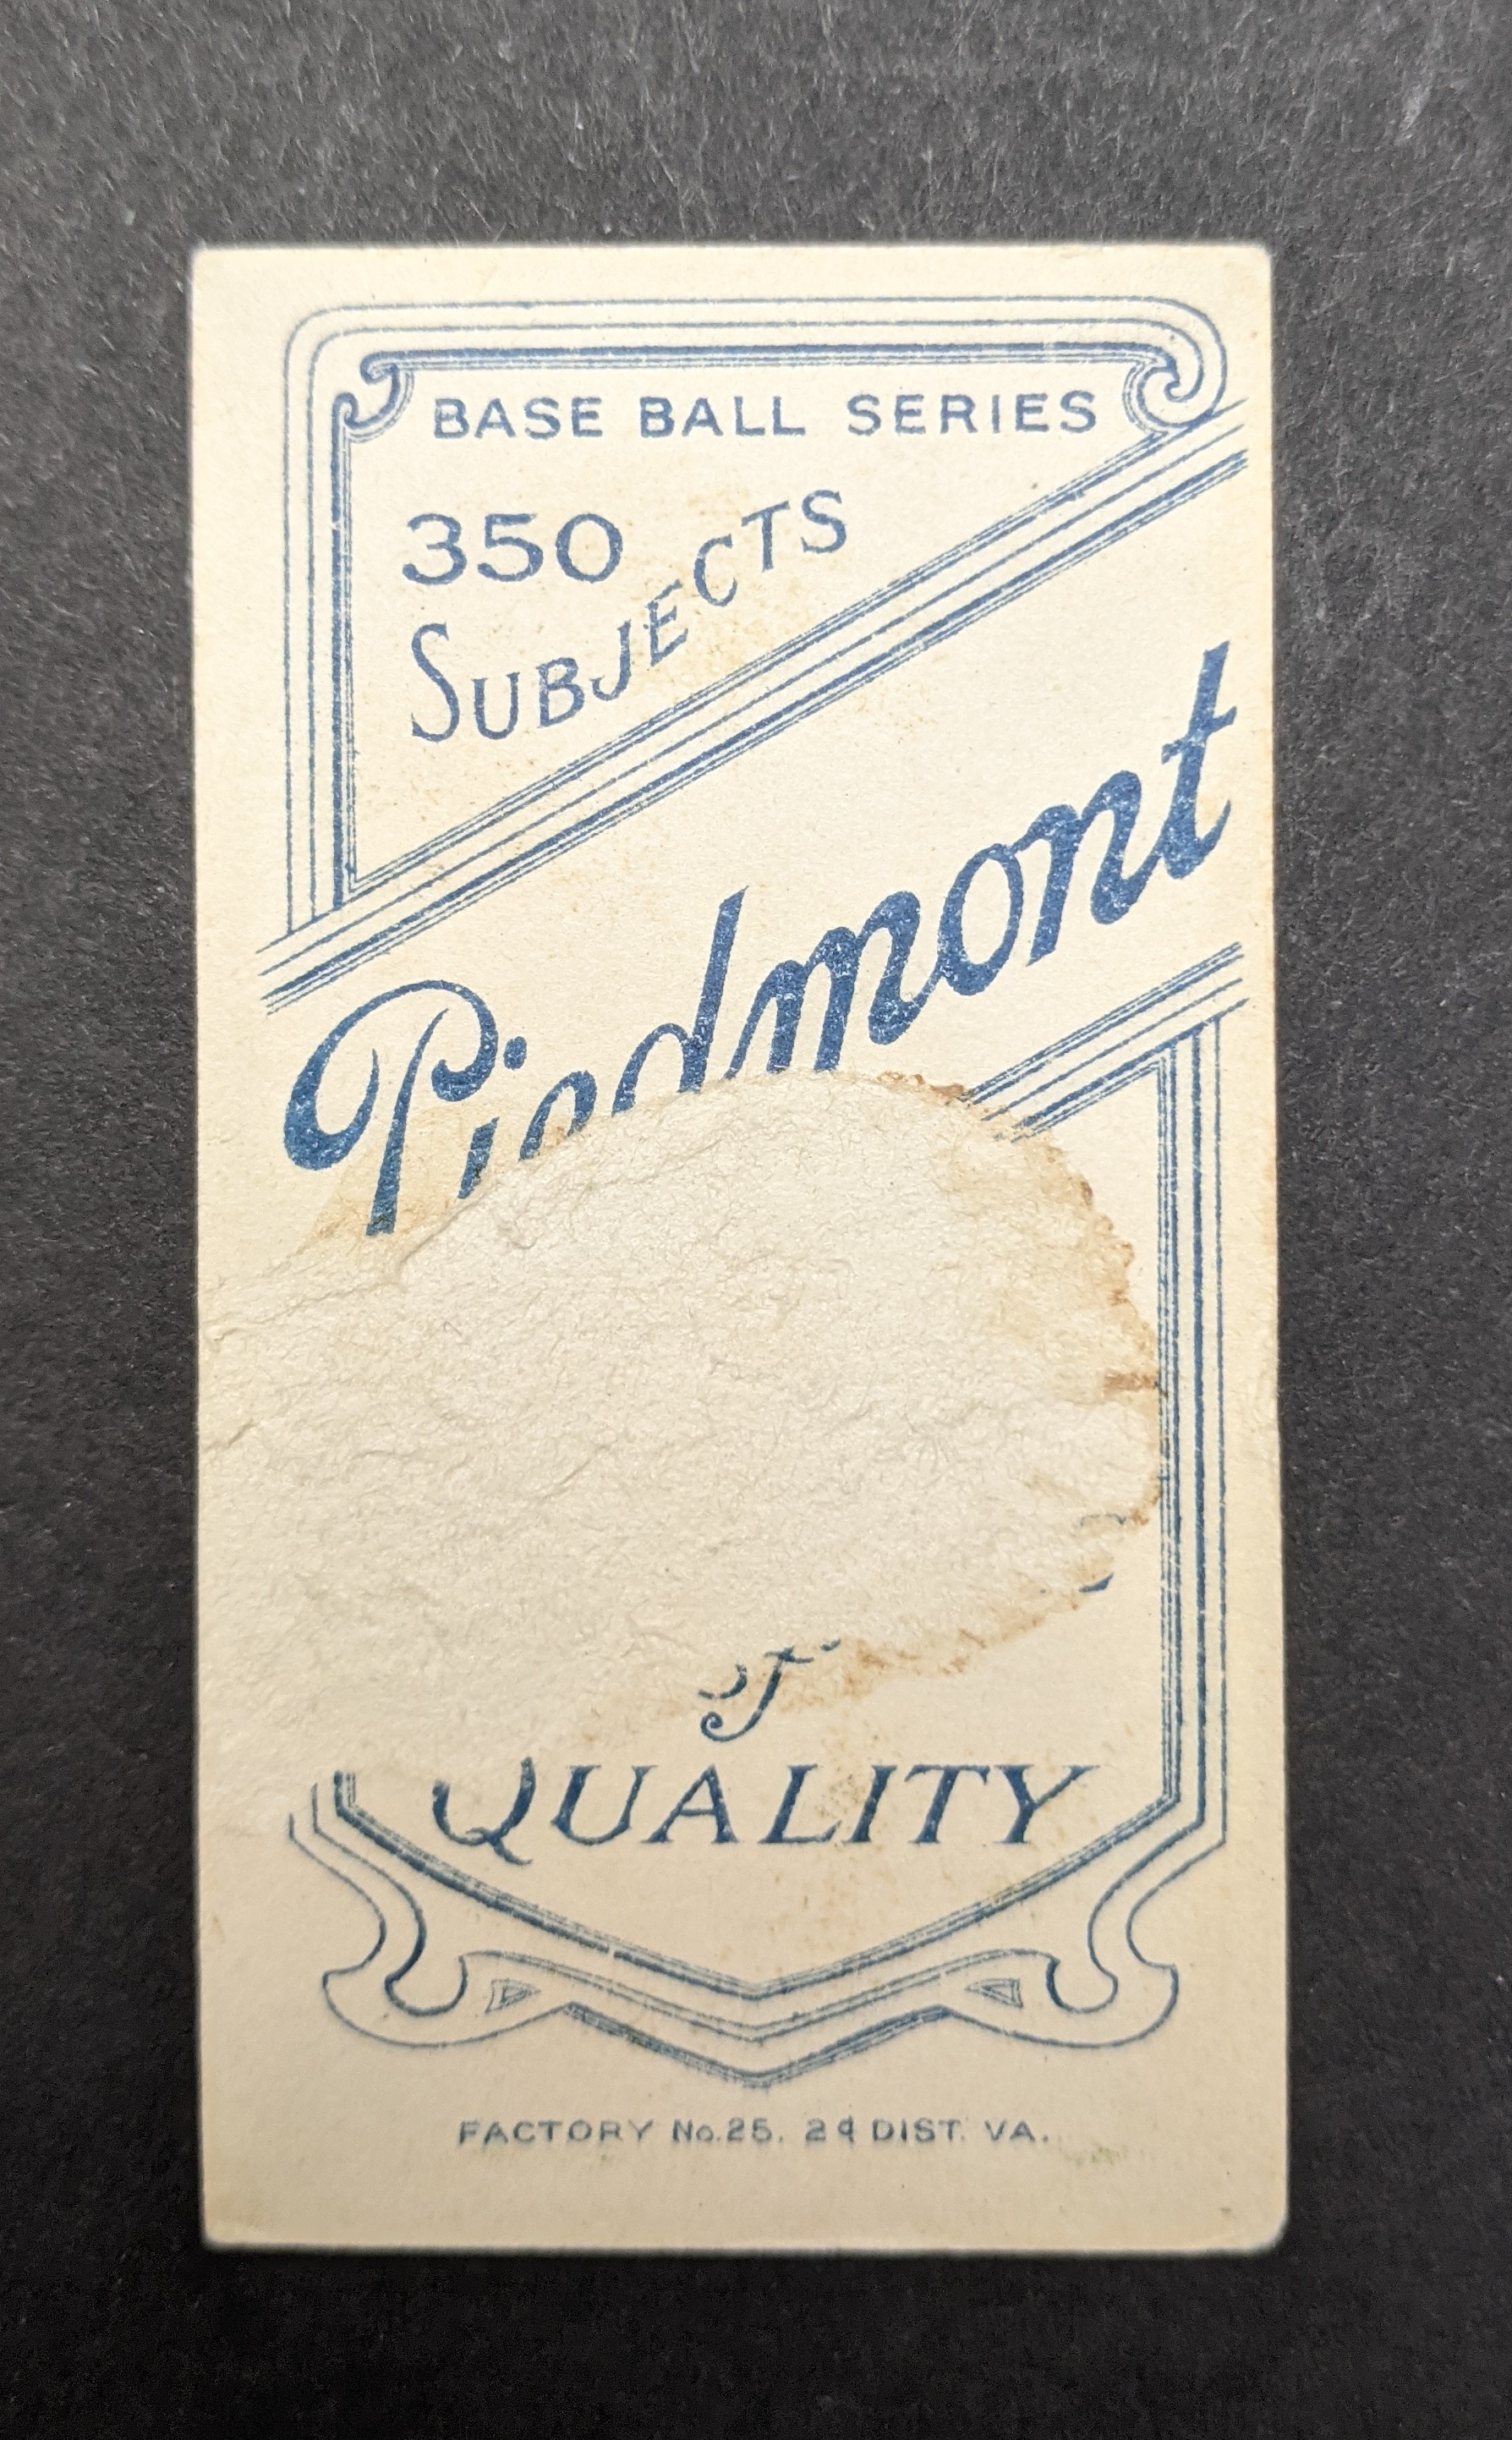 BASE BALL SERIES
350
SUBJECTS
Piedmont
QUALITY
FACTORY No. 25. 2d DIST. VA.